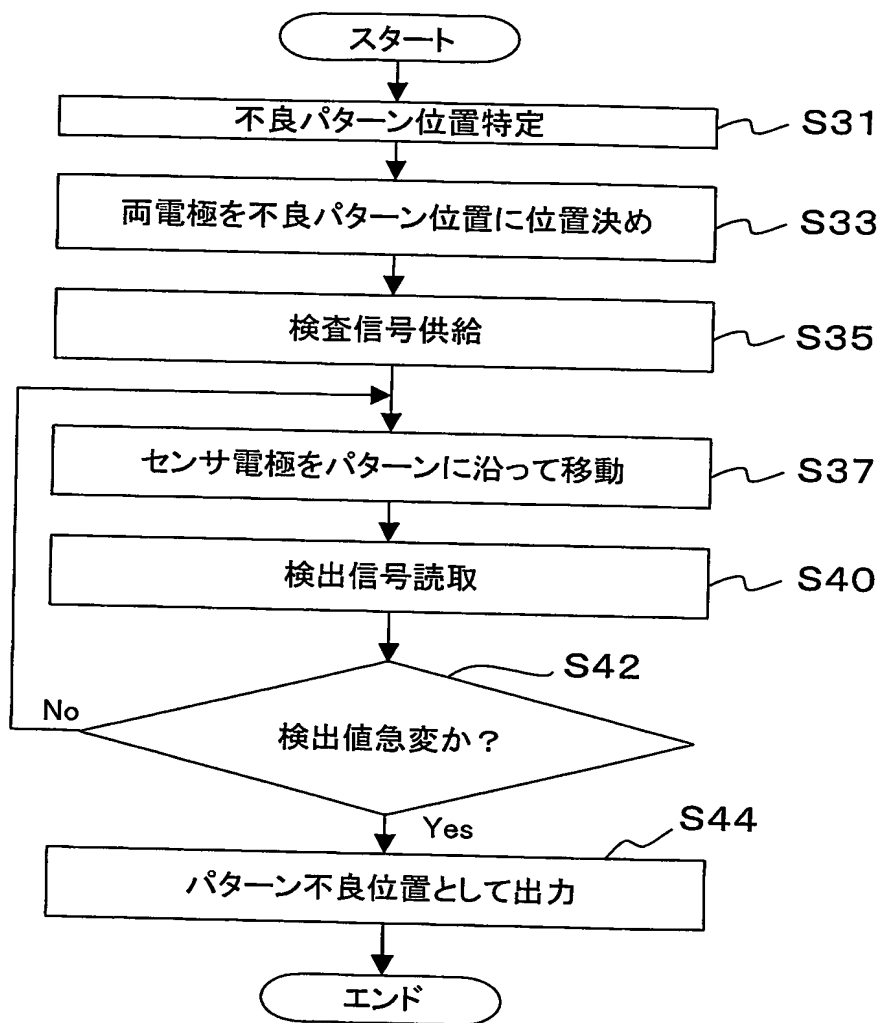 スタート
不良パターン位置特定
S31
両電極を不良パターン位置に位置決め
S33
検査信号供給
S35
センサ電極をパターンに沿って移動
S37
検出信号読取
S40
S42
No
検出値急変か？
Yes
S44
パターン不良位置として出力
エンド